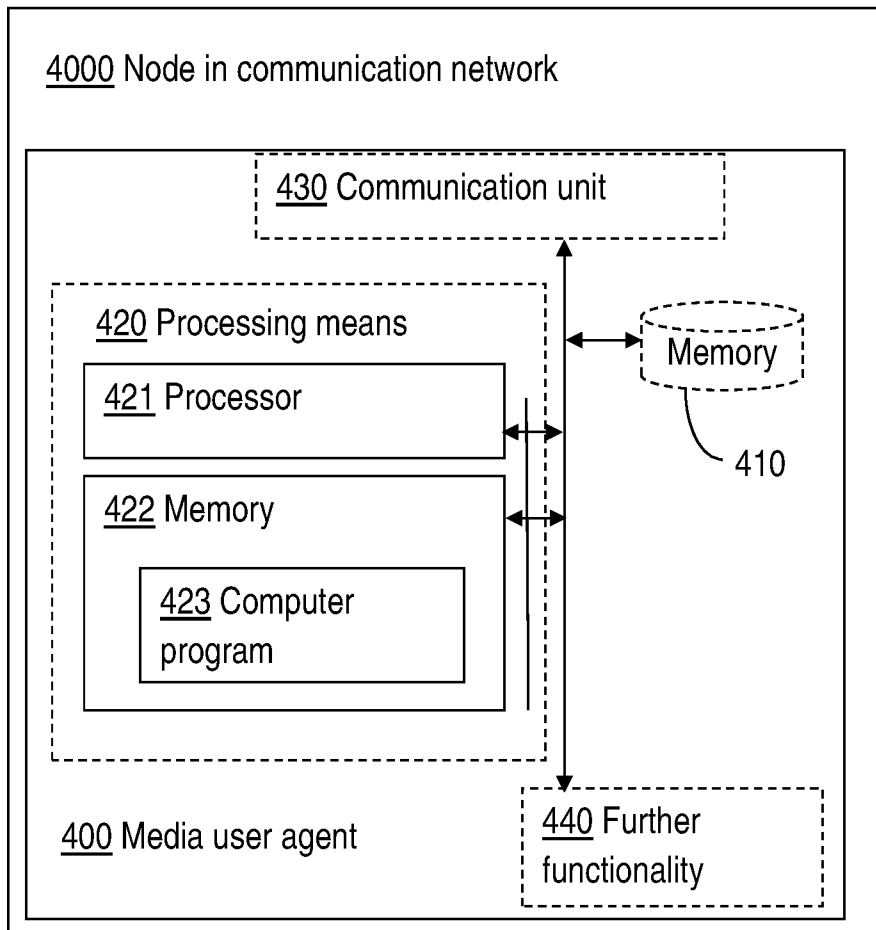 4000 Node in communication network
430 Communication unit
420 Processing means
Memory
421 Processor
410
422 Memory
423 Computer
program
400 Media user agent
440 Further
functionality